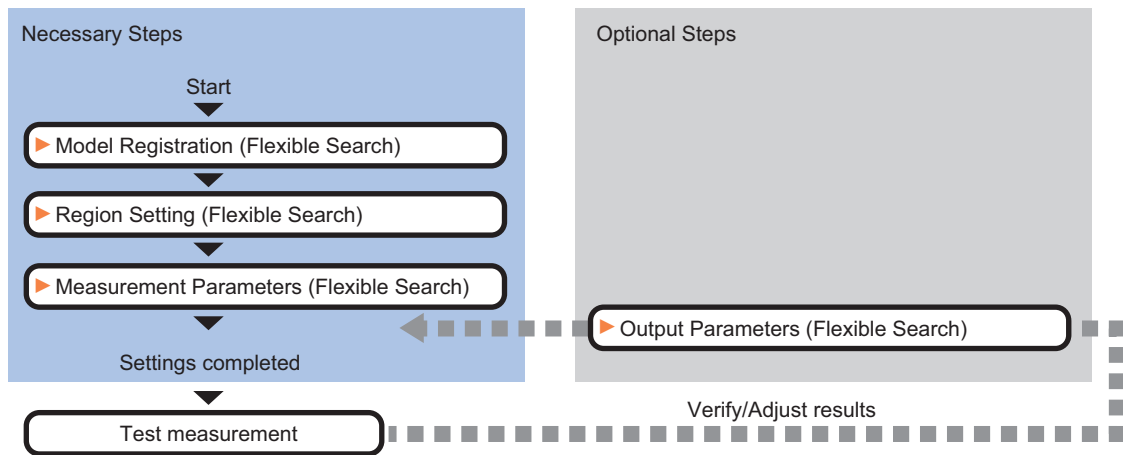 Necessary Steps
Start
Model Registration (Flexible Search)
Region Setting (Flexible Search)
Measurement Parameters (Flexible Search)
Settings completed
Test measurement
Optional Steps
Output Parameters (Flexible Search)
Verify/Adjust results